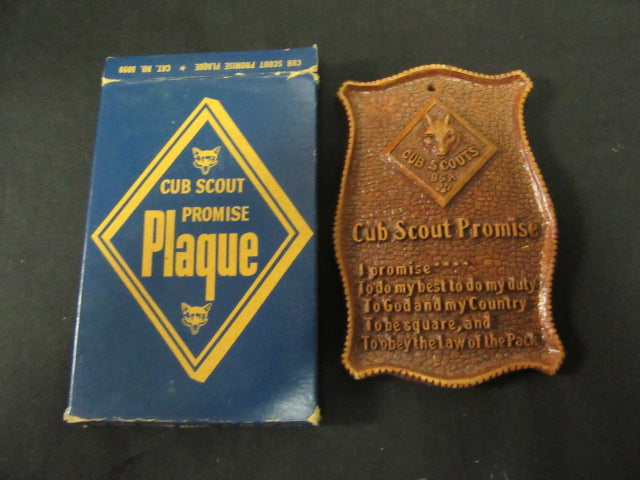 CUB SCOUT PROMISE PLAQUE ★ CAT. NO. 5099
CUB SCOUT
PROMISE
Plaque
CUB SCOUTS
B.S.A.
Cub Scout Promise
I promise ----
To do my best to do my duty
To God and my Country
To be square, and
To obey the Law of the Pack